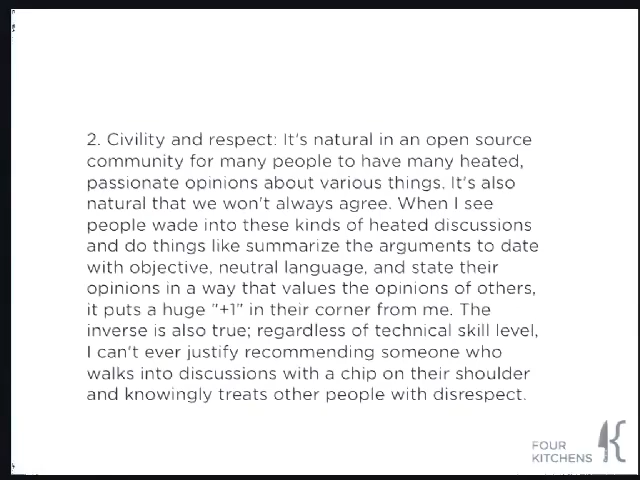 2. Civility and respect: It's natural in an open source
community for many people to have many heated,
passionate opinions about various things. It's also
natural that we won't always agree. When I see
people wade into these kinds of heated discussions
and do things like summarize the arguments to date
with objective, neutral language, and state their
opinions in a way that values the opinions of others,
it puts a huge "+1" in their corner from me. The
inverse is also true; regardless of technical skill level,
I can't ever justify recommending someone who
walks into discussions with a chip on their shoulder
and knowingly treats other people with disrespect.
FOUR
KITCHENS